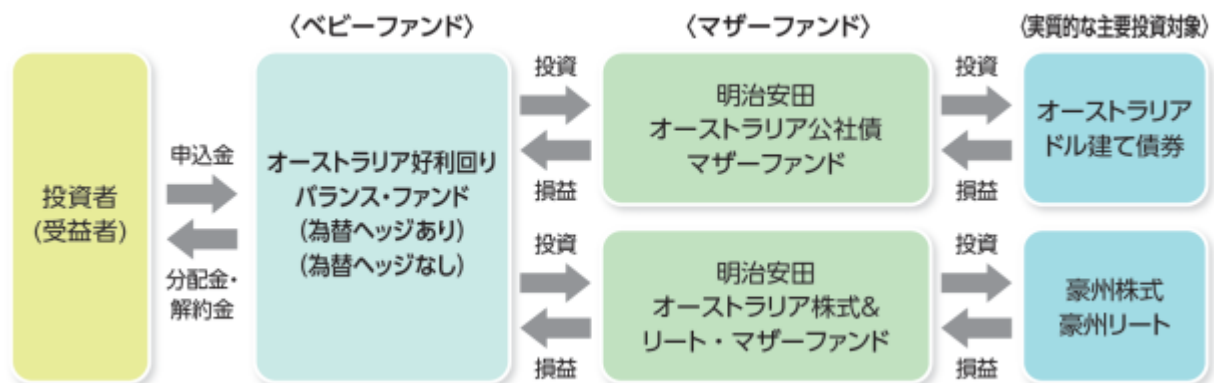 〈ベビーファンド〉
〈マザーファンド〉
〈実質的な主要投資対象〉
投資者
(受益者)
申込金
分配金・
解約金
オーストラリア好利回り
バランス・ファンド
(為替ヘッジあり)
(為替ヘッジなし)
投資
損益
明治安田
オーストラリア公社債
マザーファンド
投資
損益
オーストラリア
ドル建て債券
投資
損益
明治安田
オーストラリア株式&
リート・マザーファンド
投資
損益
豪州株式
豪州リート